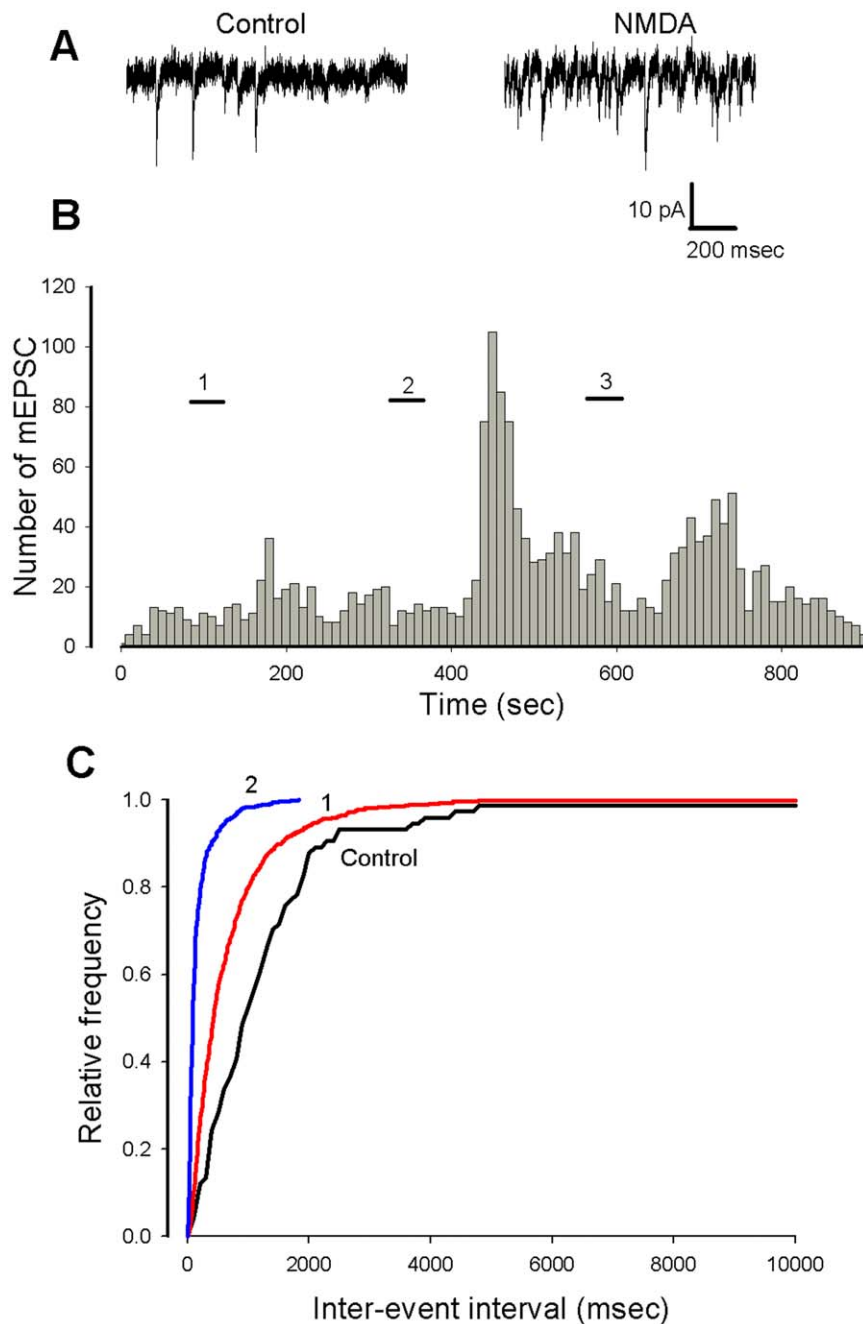 A
Control
NMDA
10 pA
200 msec
B
120
100
80
60
40
20
0
Number of mEPSC
1
2
3
0
200
400
600
800
Time (sec)
C
1.0
0.8
0.6
0.4
0.2
0.0
Relative frequency
2
1
Control
0
2000
4000
6000
8000
10000
Inter-event interval (msec)